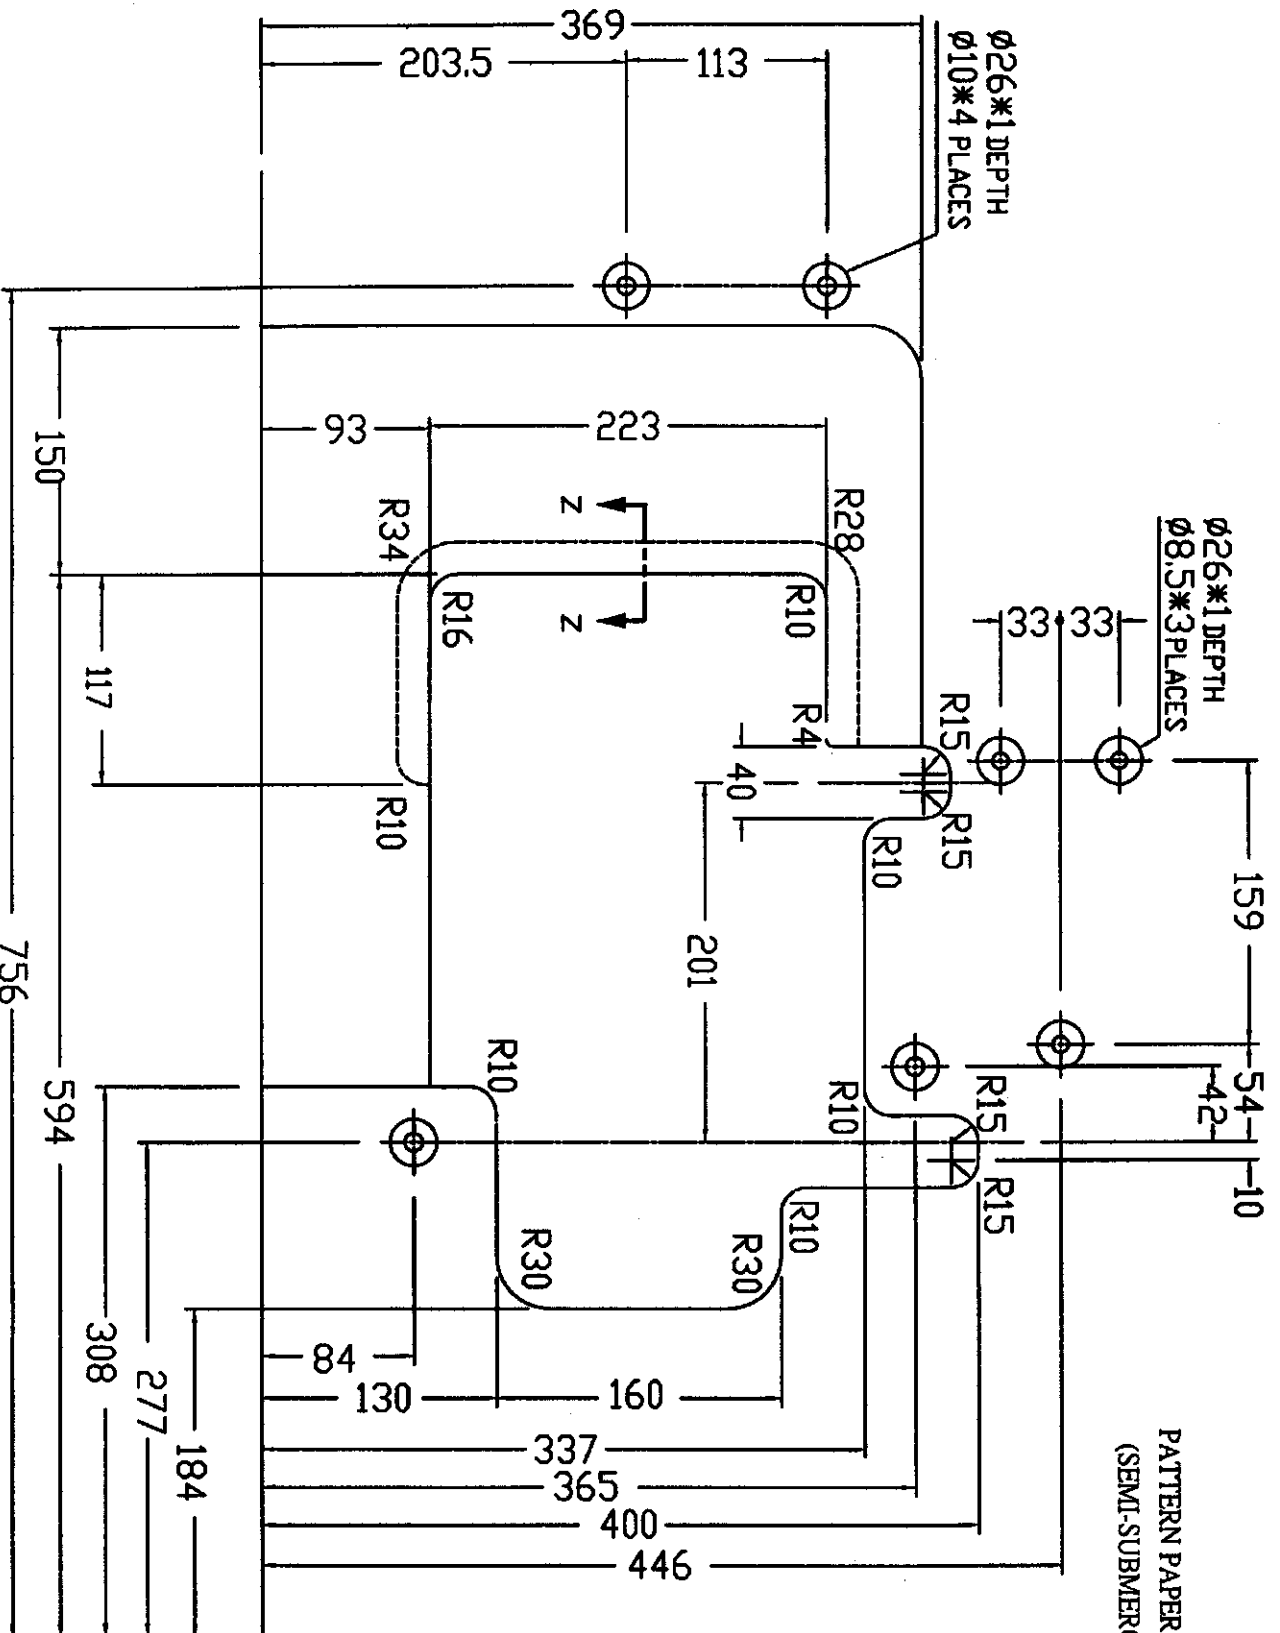 369
203.5
113
Ø26*1 DEPTH
Ø10*4 PLACES
Ø26*1 DEPTH
Ø8.5*3 PLACES
33
33
159
54
42
10
93
223
150
117
R34
R28
R16
R10
Z
Z
R4
R15
R15
40
R10
R10
201
R10
R10
R15
R15
R10
R30
R30
756
594
308
277
184
84
130
160
337
365
400
446
PATTERN PAPER
(SEMI-SUBMERG